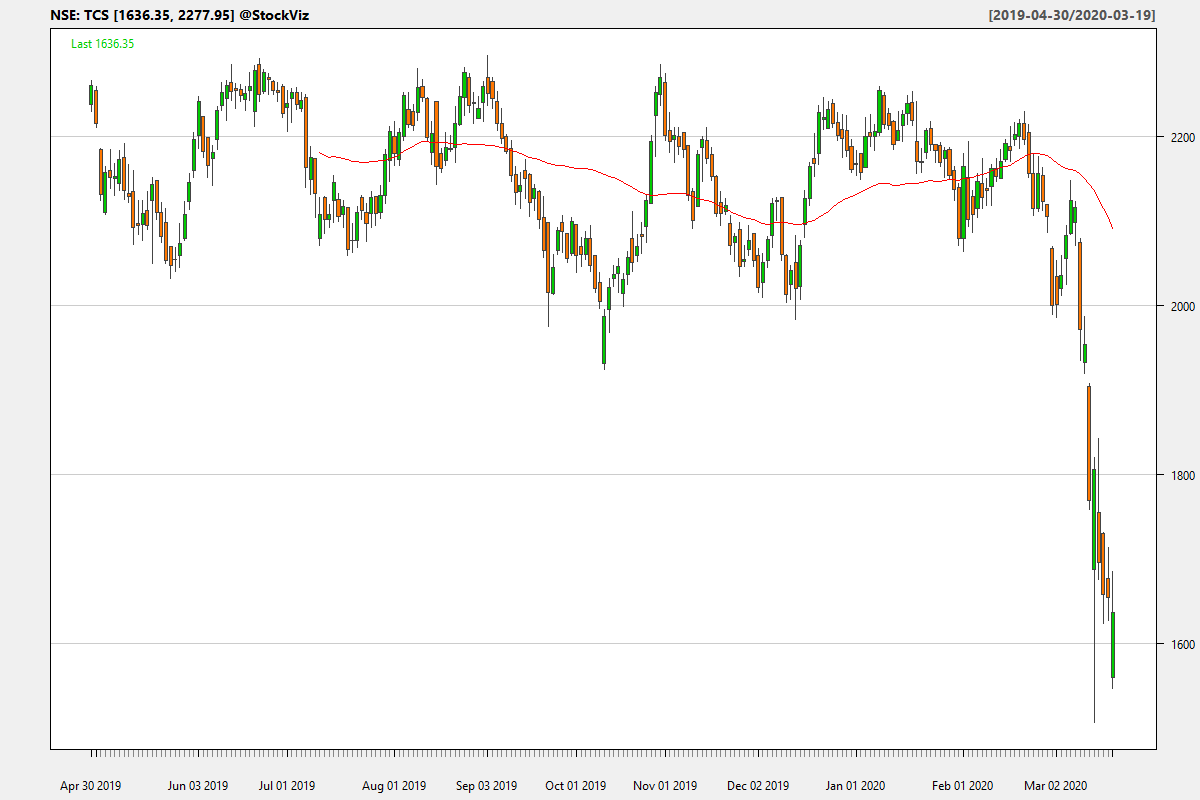 NSE: TCS [1636.35, 2277.95] @StockViz [2019-04-30/2020-03-19]
Last 1636.35
2200
2000
1800
1600
Apr 30 2019 Jun 03 2019 Jul 01 2019 Aug 01 2019 Sep 03 2019 Oct 01 2019 Nov 01 2019 Dec 02 2019 Jan 01 2020 Feb 01 2020 Mar 02 2020